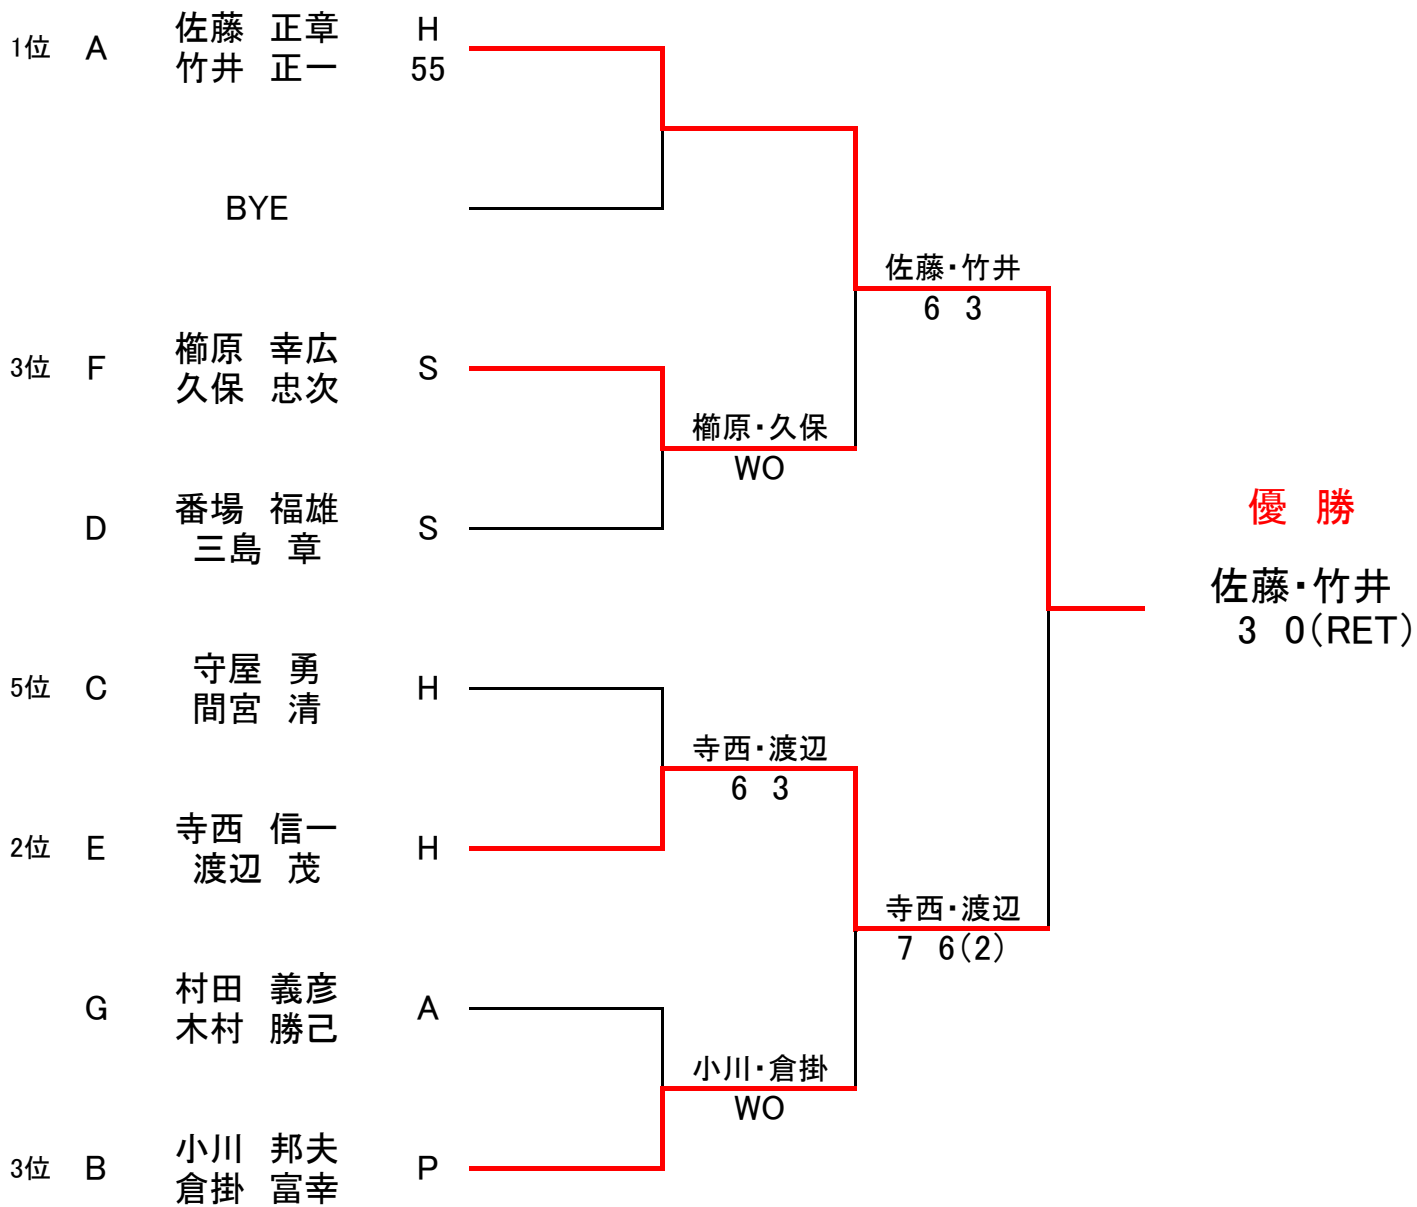 佐藤 正章 H
1位 A
竹井 正一 55
BYE
佐藤・竹井
6 3
櫛原 幸広
3位 F S
久保 忠次
櫛原・久保
WO
番場 福雄
D S
三島 章
優 勝
佐藤・竹井
3 0(RET)
守屋 勇
5位 C H
間宮 清
寺西・渡辺
6 3
寺西 信一
2位 E H
渡辺 茂
寺西・渡辺
7 6(2)
村田 義彦
G A
木村 勝己
小川・倉掛
WO
小川 邦夫
3位 B P
倉掛 富幸